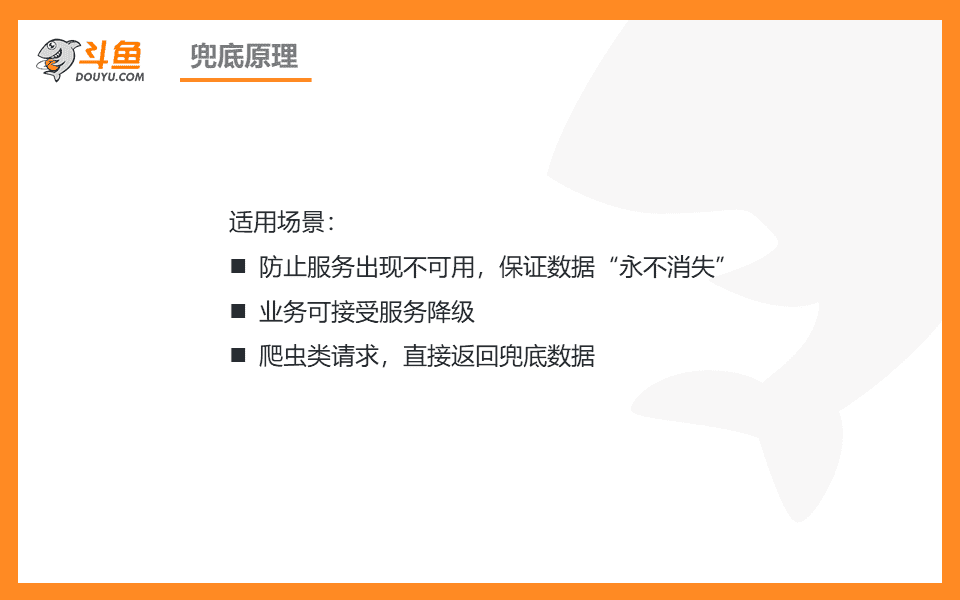 斗鱼
DOUYU.COM
兜底原理
适用场景：
■ 防止服务出现不可用，保证数据“永不消失”
■ 业务可接受服务降级
■ 爬虫类请求，直接返回兜底数据